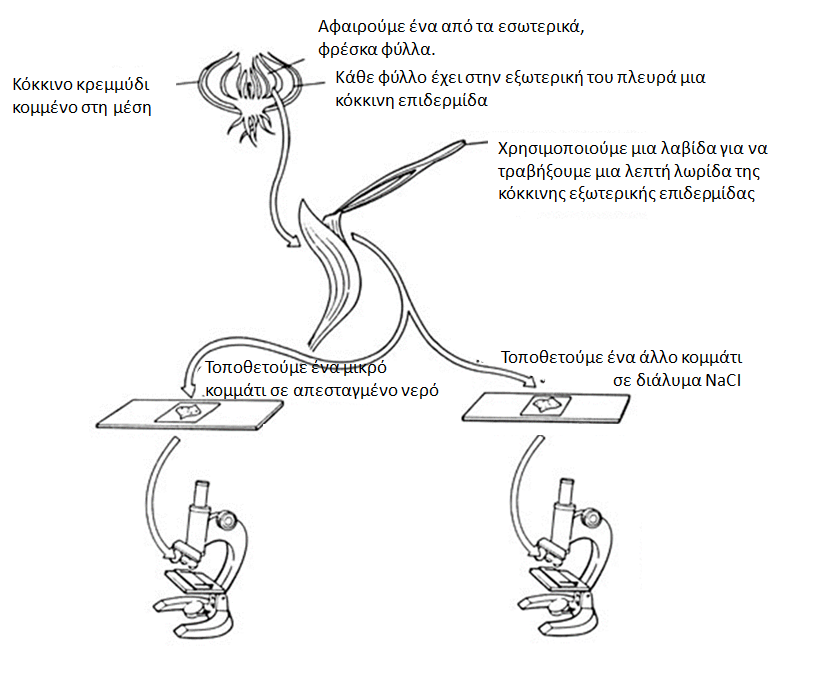 Αφαιρούμε ένα από τα εσωτερικά,
φρέσκα φύλλα.
Κόκκινο κρεμμύδι
κομμένο στη μέση
Κάθε φύλλο έχει στην εξωτερική του πλευρά μια
κόκκινη επιδερμίδα
Χρησιμοποιούμε μια λαβίδα για να
τραβήξουμε μια λεπτή λωρίδα της
κόκκινης εξωτερικής επιδερμίδας
Τοποθετούμε ένα μικρό
κομμάτι σε απεσταγμένο νερό
Τοποθετούμε ένα άλλο κομμάτι
σε διάλυμα NaCl